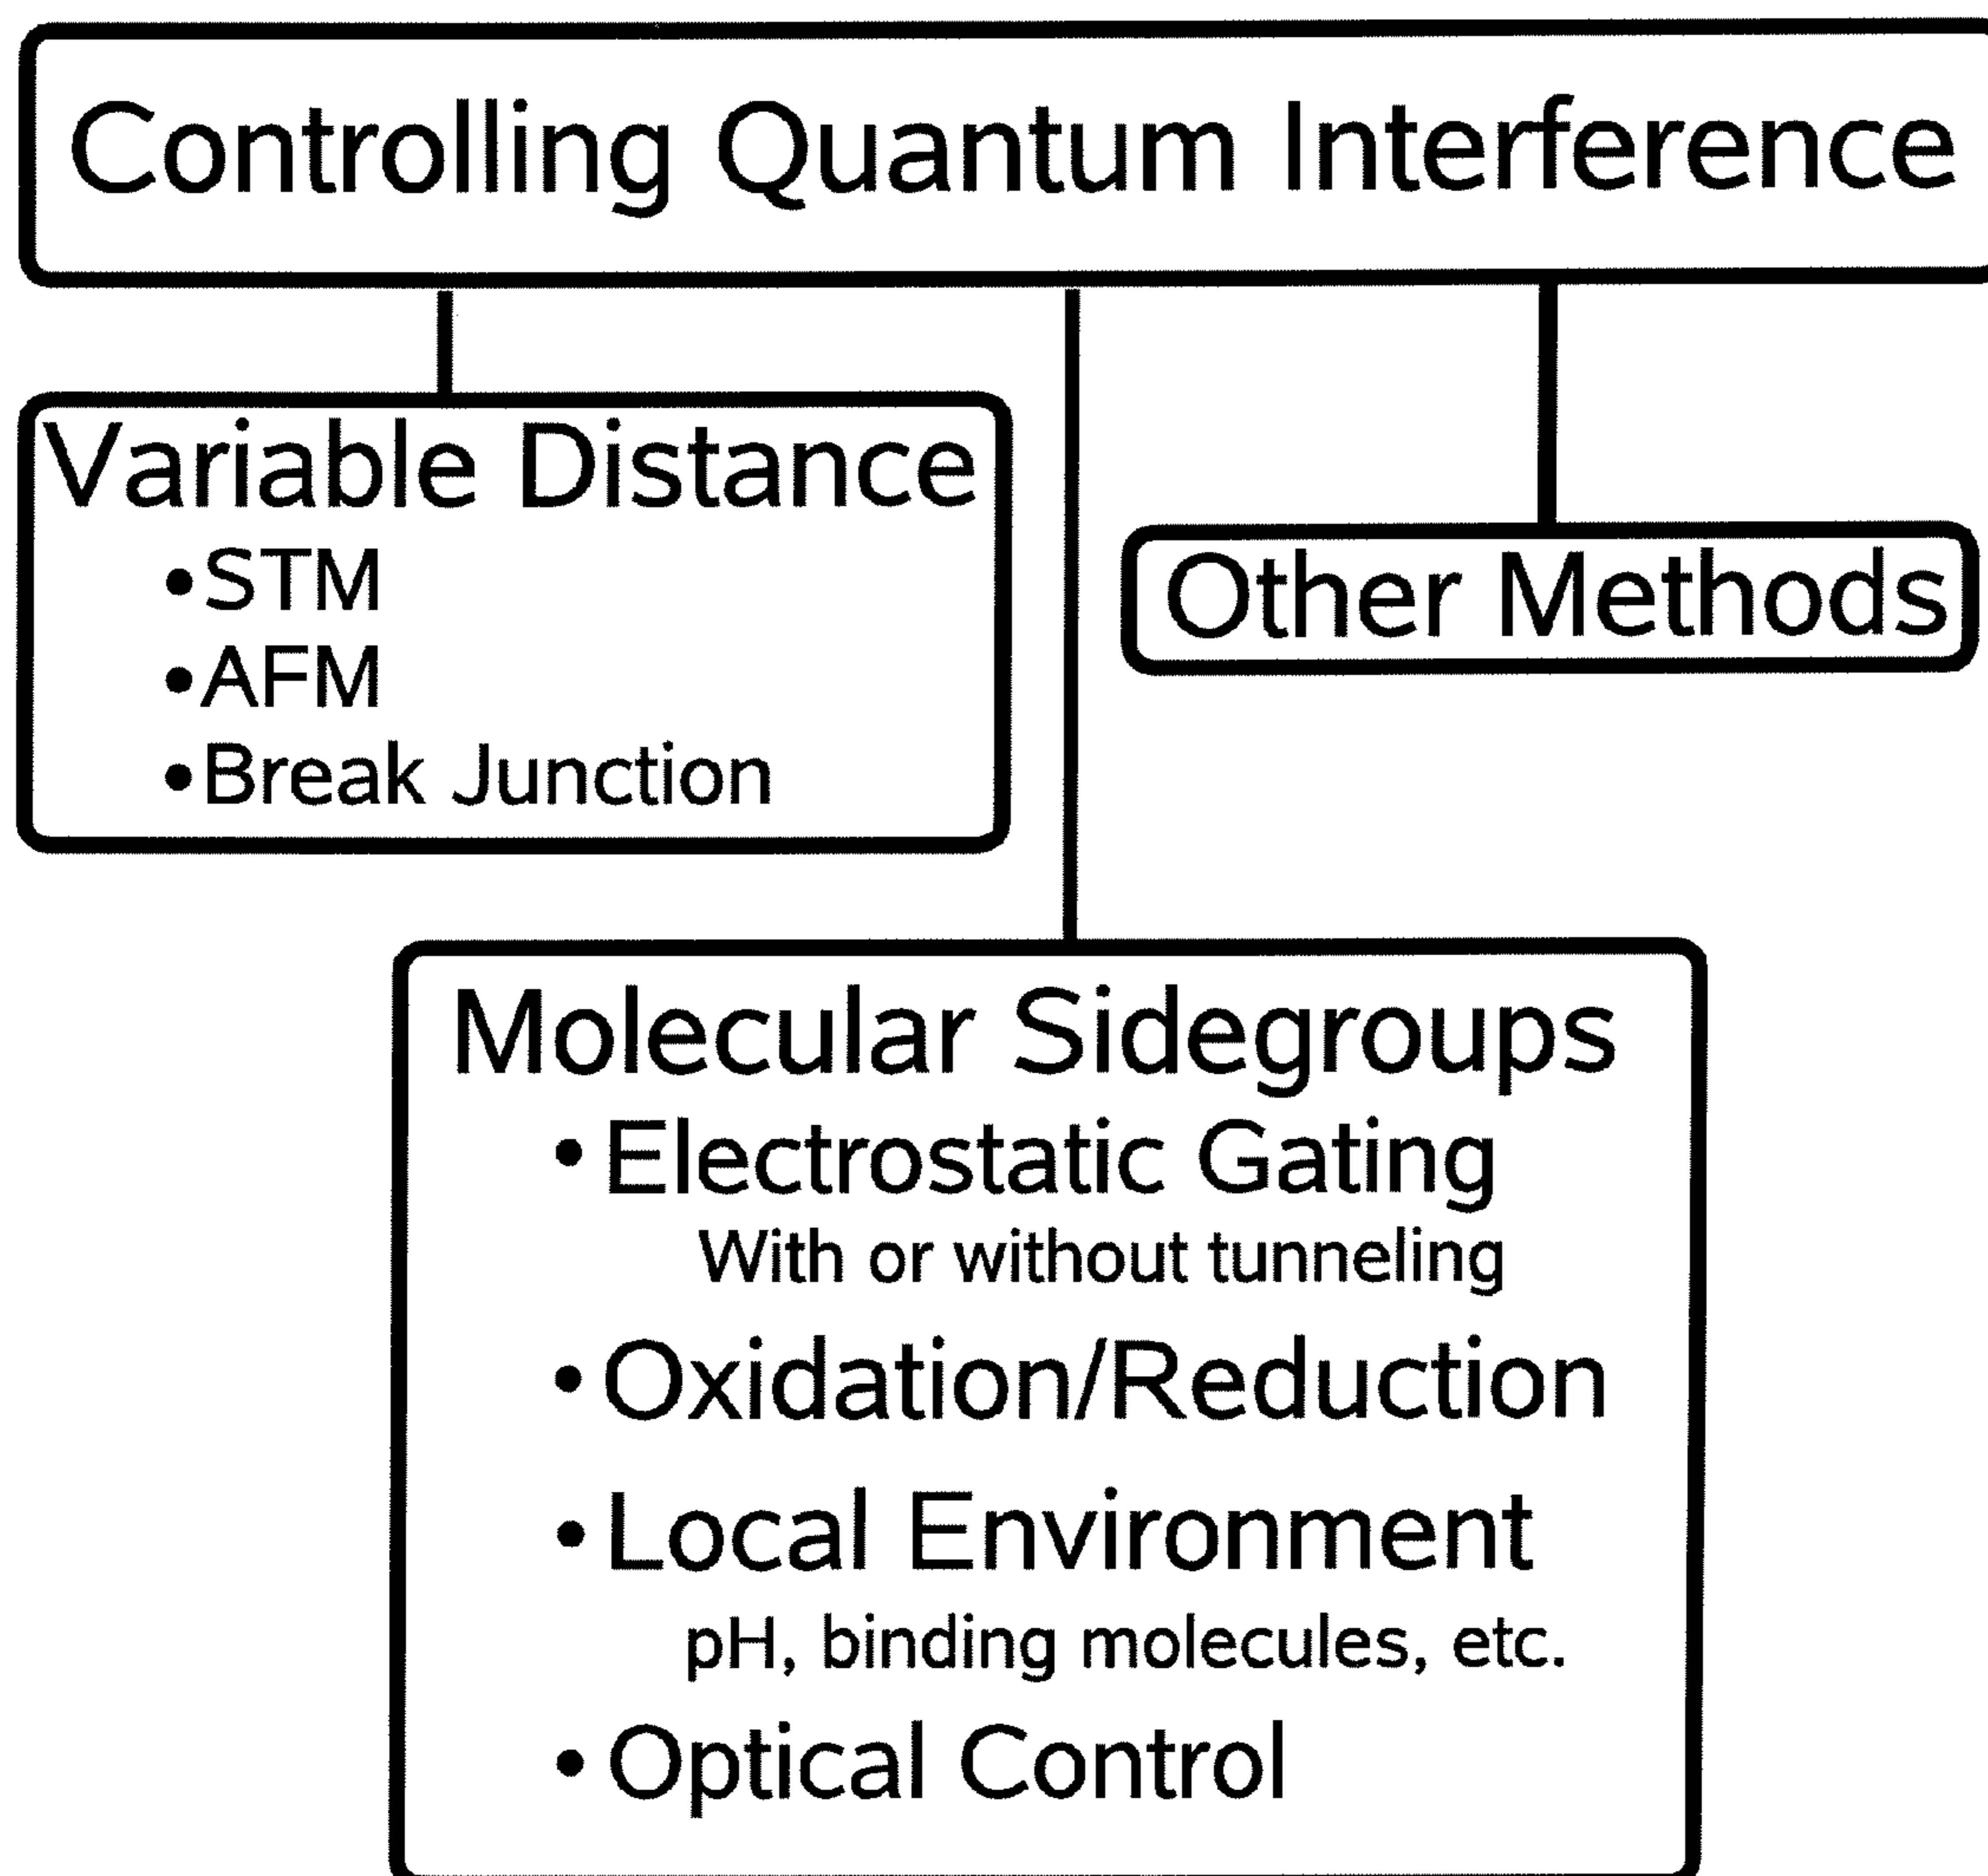 Controlling Quantum Interference
Variable Distance
•STM
•AFM
•Break Junction
Other Methods
Molecular Sidegroups
• Electrostatic Gating
With or without tunneling
• Oxidation/Reduction
• Local Environment
pH, binding molecules, etc.
• Optical Control